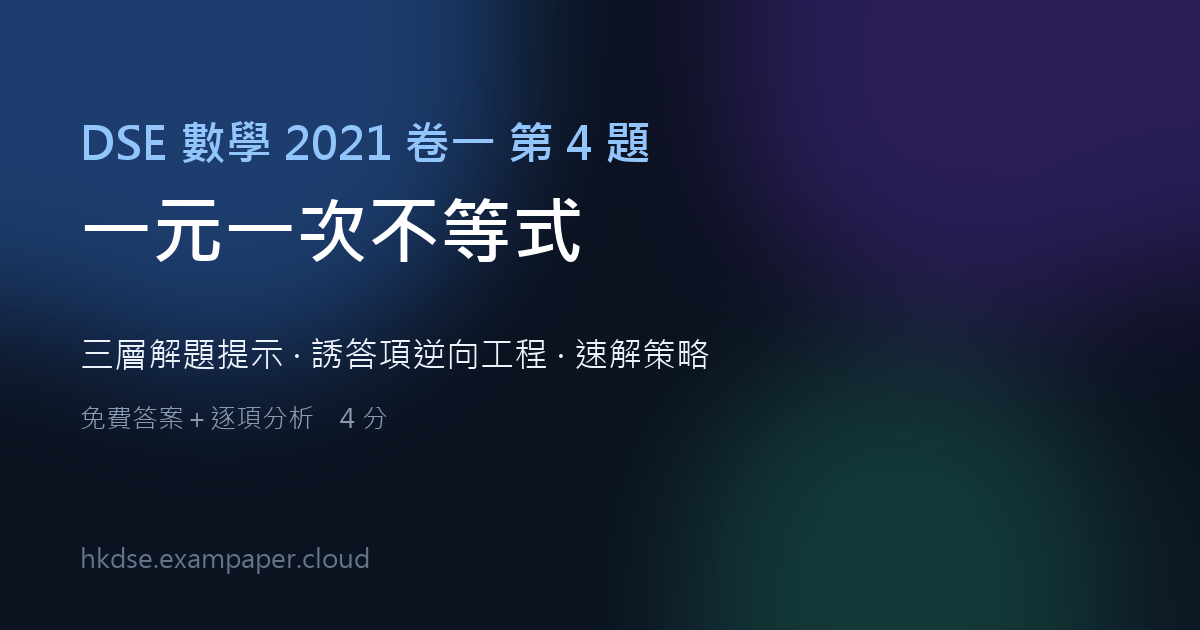 DSE 數學 2021 卷一 第 4 題
一元一次不等式
三層解題提示 · 誘答項逆向工程 · 速解策略
免費答案 + 逐項分析 4 分
hkdse.exampaper.cloud